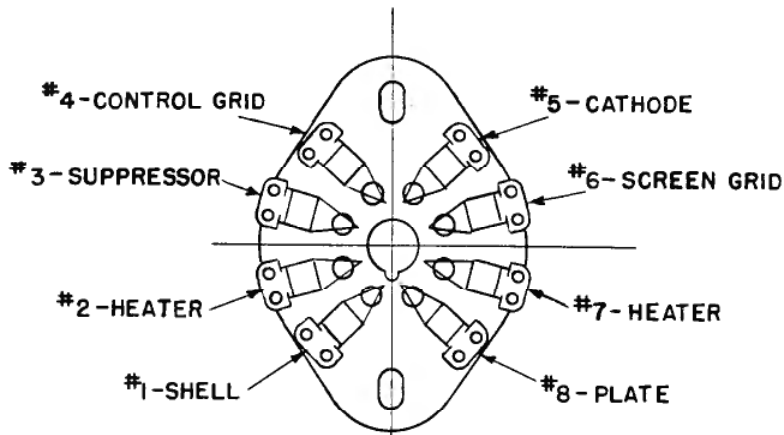 #4-CONTROL GRID
#5-CATHODE
#3-SUPPRESSOR
#6-SCREEN GRID
#2-HEATER
#7-HEATER
#1-SHELL
#8-PLATE